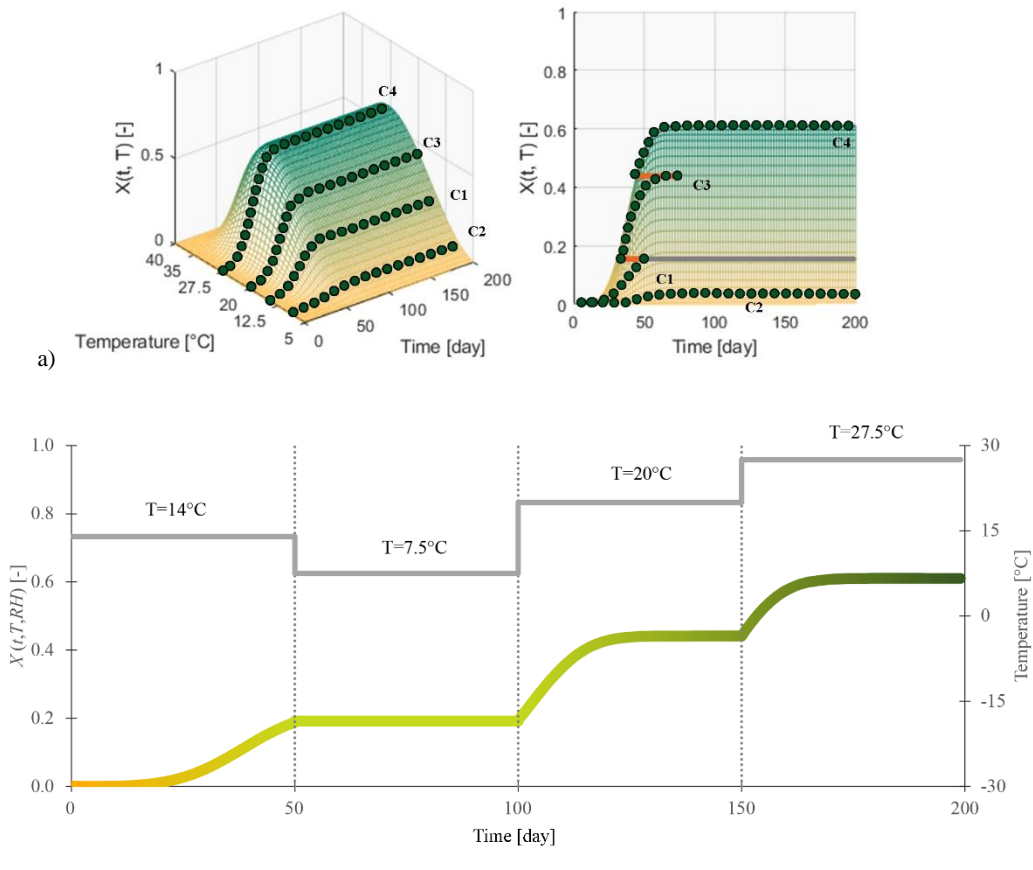 1
0.5
0
X(t, T) [-]
C4
C3
C1
C2
40
35
27.5
20
12.5
5
Temperature [°C]
0
50
100
150
200
Time [day]
1
0.8
0.6
0.4
0.2
0
X(t, T) [-]
C4
C3
C1
C2
0
50
100
150
200
Time [day]
a)
1.0
0.8
0.6
0.4
0.2
0.0
X (t,T,RH) [-]
T=14°C
T=7.5°C
T=20°C
T=27.5°C
30
15
0
-15
-30
Temperature [°C]
0
50
100
150
200
Time [day]